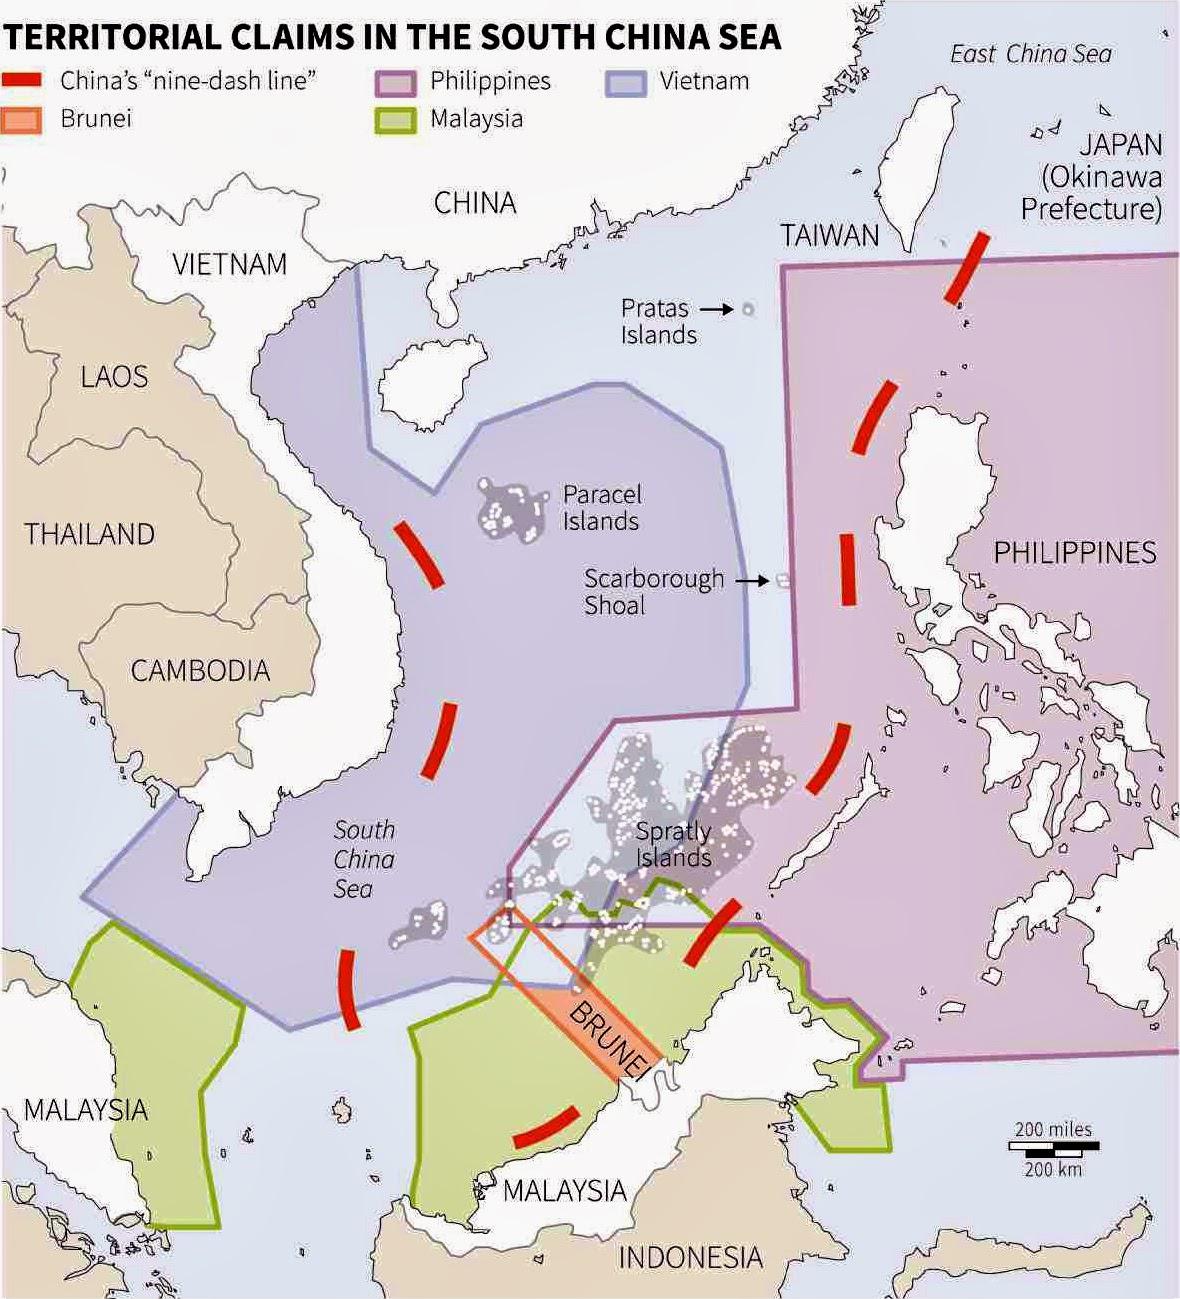 TERRITORIAL CLAIMS IN THE SOUTH CHINA SEA
China’s “nine-dash line”
Philippines
Vietnam
Brunei
Malaysia
East China Sea
JAPAN
(Okinawa
Prefecture)
CHINA
TAIWAN
VIETNAM
Pratas
Islands
LAOS
Paracel
Islands
THAILAND
PHILIPPINES
Scarborough
Shoal
CAMBODIA
South
China
Sea
Spratly
Islands
BRUNEI
MALAYSIA
200 miles
200 km
MALAYSIA
INDONESIA